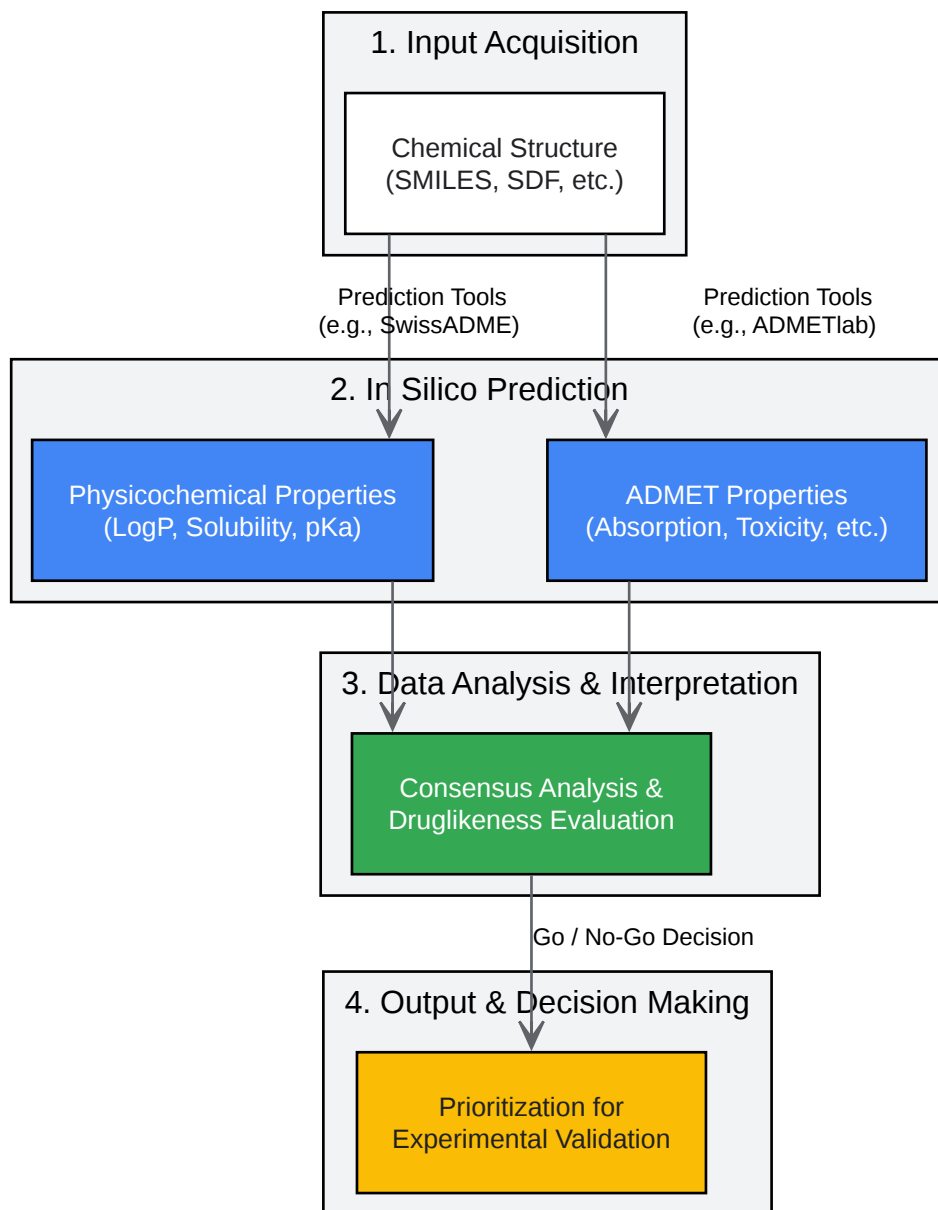 1. Input Acquisition
Chemical Structure
(SMILES, SDF, etc.)
Prediction Tools
(e.g., SwissADME)
Prediction Tools
(e.g., ADMETlab)
2. In Silico Prediction
Physicochemical Properties
(LogP, Solubility, pKa)
ADMET Properties
(Absorption, Toxicity, etc.)
3. Data Analysis & Interpretation
Consensus Analysis &
Druglikeness Evaluation
Go / No-Go Decision
4. Output & Decision Making
Prioritization for
Experimental Validation